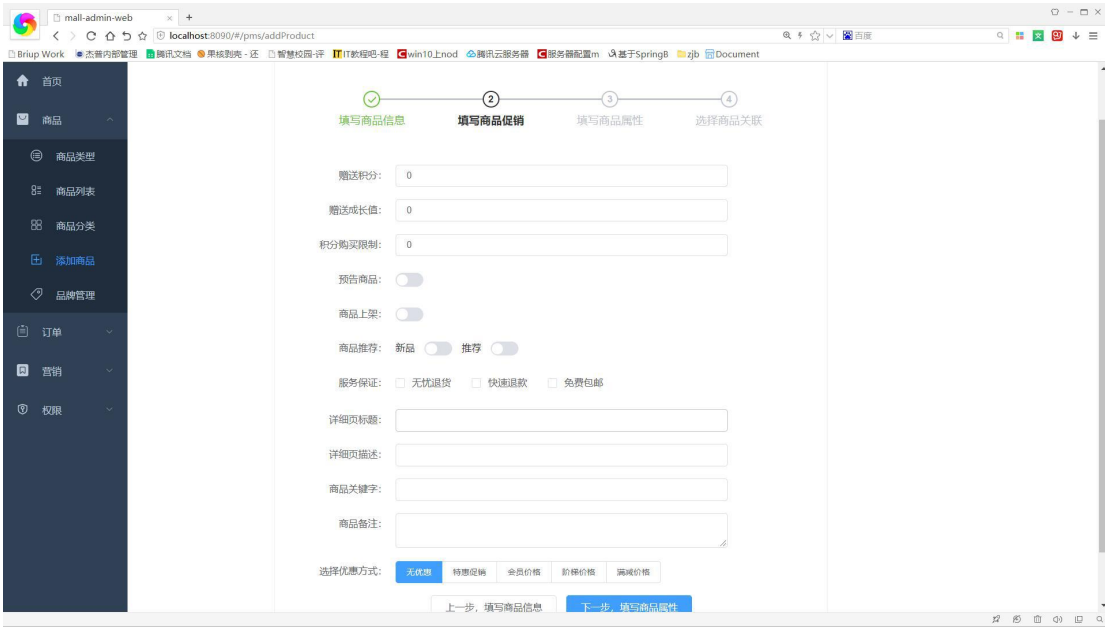 mall-admin-web × +
localhost:8090/#/pms/addProduct 百度
Briup Work 杰普内部管理 腾讯文档 果核剥壳 - 还 智慧校园-评 IT IT教程吧-程 win10上nod 腾讯云服务器 服务器配置m 基于SpringB zjb Document
首页
商品
商品类型
商品列表
商品分类
添加商品
品牌管理
订单
营销
权限
2 3 4
填写商品信息 填写商品促销 填写商品属性 选择商品关联
赠送积分： 0
赠送成长值： 0
积分购买限制： 0
预告商品：
商品上架：
商品推荐： 新品 推荐
服务保证： 无忧退货 快速退款 免费包邮
详细页标题：
详细页描述：
商品关键字：
商品备注：
选择优惠方式： 无优惠 特惠促销 会员价格 阶梯价格 满减价格
上一步，填写商品信息 下一步，填写商品属性